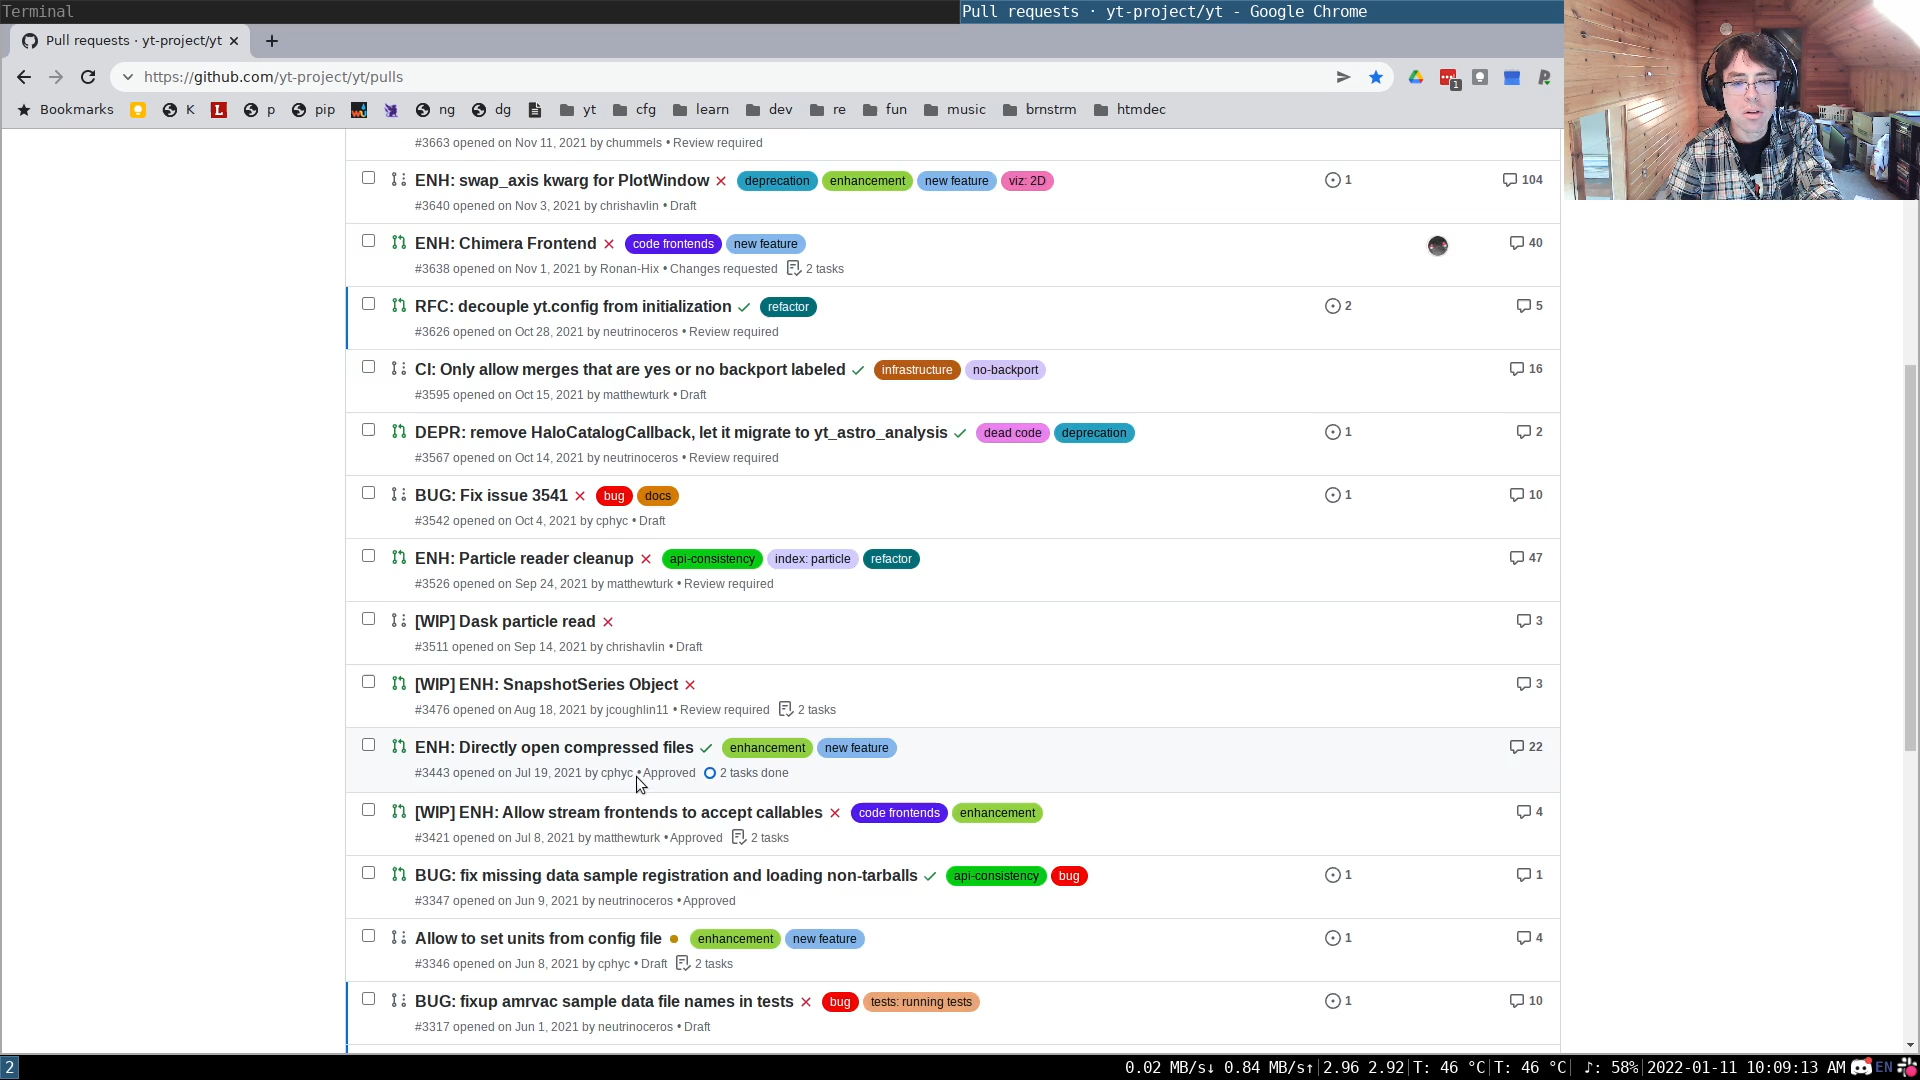 Terminal
Pull requests · yt-project/yt - Google Chrome
Pull requests · yt-project/yt
https://github.com/yt-project/yt/pulls
1
Bookmarks K L p pip ng dg yt cfg learn dev re fun music brnstrm htmdec
#3663 opened on Nov 11, 2021 by chummels • Review required
ENH: swap_axis kwarg for PlotWindow deprecation enhancement new feature viz: 2D 1 104
#3640 opened on Nov 3, 2021 by chrishavlin • Draft
ENH: Chimera Frontend code frontends new feature 40
#3638 opened on Nov 1, 2021 by Ronan-Hix • Changes requested 2 tasks
RFC: decouple yt.config from initialization refactor 2 5
#3626 opened on Oct 28, 2021 by neutrinoceros • Review required
CI: Only allow merges that are yes or no backport labeled infrastructure no-backport 16
#3595 opened on Oct 15, 2021 by matthewturk • Draft
DEPR: remove HaloCatalogCallback, let it migrate to yt_astro_analysis dead code deprecation 1 2
#3567 opened on Oct 14, 2021 by neutrinoceros • Review required
BUG: Fix issue 3541 bug docs 1 10
#3542 opened on Oct 4, 2021 by cphyc • Draft
ENH: Particle reader cleanup api-consistency index: particle refactor 47
#3526 opened on Sep 24, 2021 by matthewturk • Review required
[WIP] Dask particle read 3
#3511 opened on Sep 14, 2021 by chrishavlin • Draft
[WIP] ENH: SnapshotSeries Object 3
#3476 opened on Aug 18, 2021 by jcoughlin11 • Review required 2 tasks
ENH: Directly open compressed files enhancement new feature 22
#3443 opened on Jul 19, 2021 by cphyc • Approved 2 tasks done
[WIP] ENH: Allow stream frontends to accept callables code frontends enhancement 4
#3421 opened on Jul 8, 2021 by matthewturk • Approved 2 tasks
BUG: fix missing data sample registration and loading non-tarballs api-consistency bug 1 1
#3347 opened on Jun 9, 2021 by neutrinoceros • Approved
Allow to set units from config file enhancement new feature 1 4
#3346 opened on Jun 8, 2021 by cphyc • Draft 2 tasks
BUG: fixup amrvac sample data file names in tests bug tests: running tests 1 10
#3317 opened on Jun 1, 2021 by neutrinoceros • Draft
2 0.02 MB/s↓ 0.84 MB/s↑ 2.96 2.92 T: 46 °C T: 46 °C ♪: 58% 2022-01-11 10:09:13 AM EN